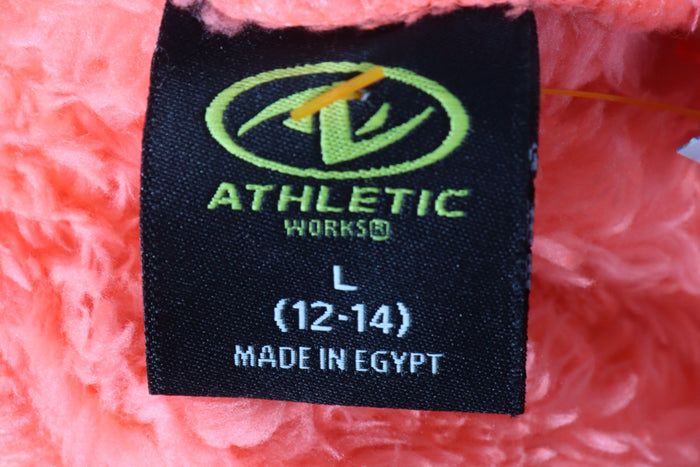 ATHLETIC
WORKS®
L
(12-14)
MADE IN EGYPT